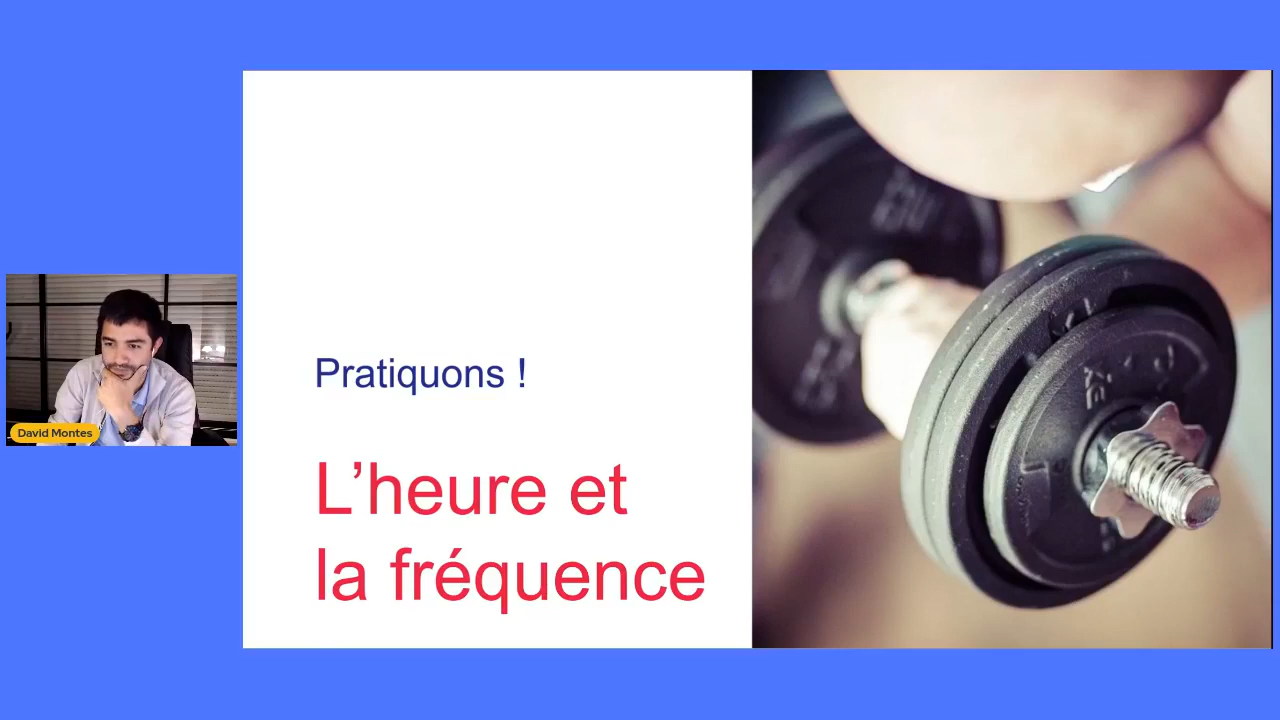 Pratiquons !
L’heure et
la fréquence
David Montes